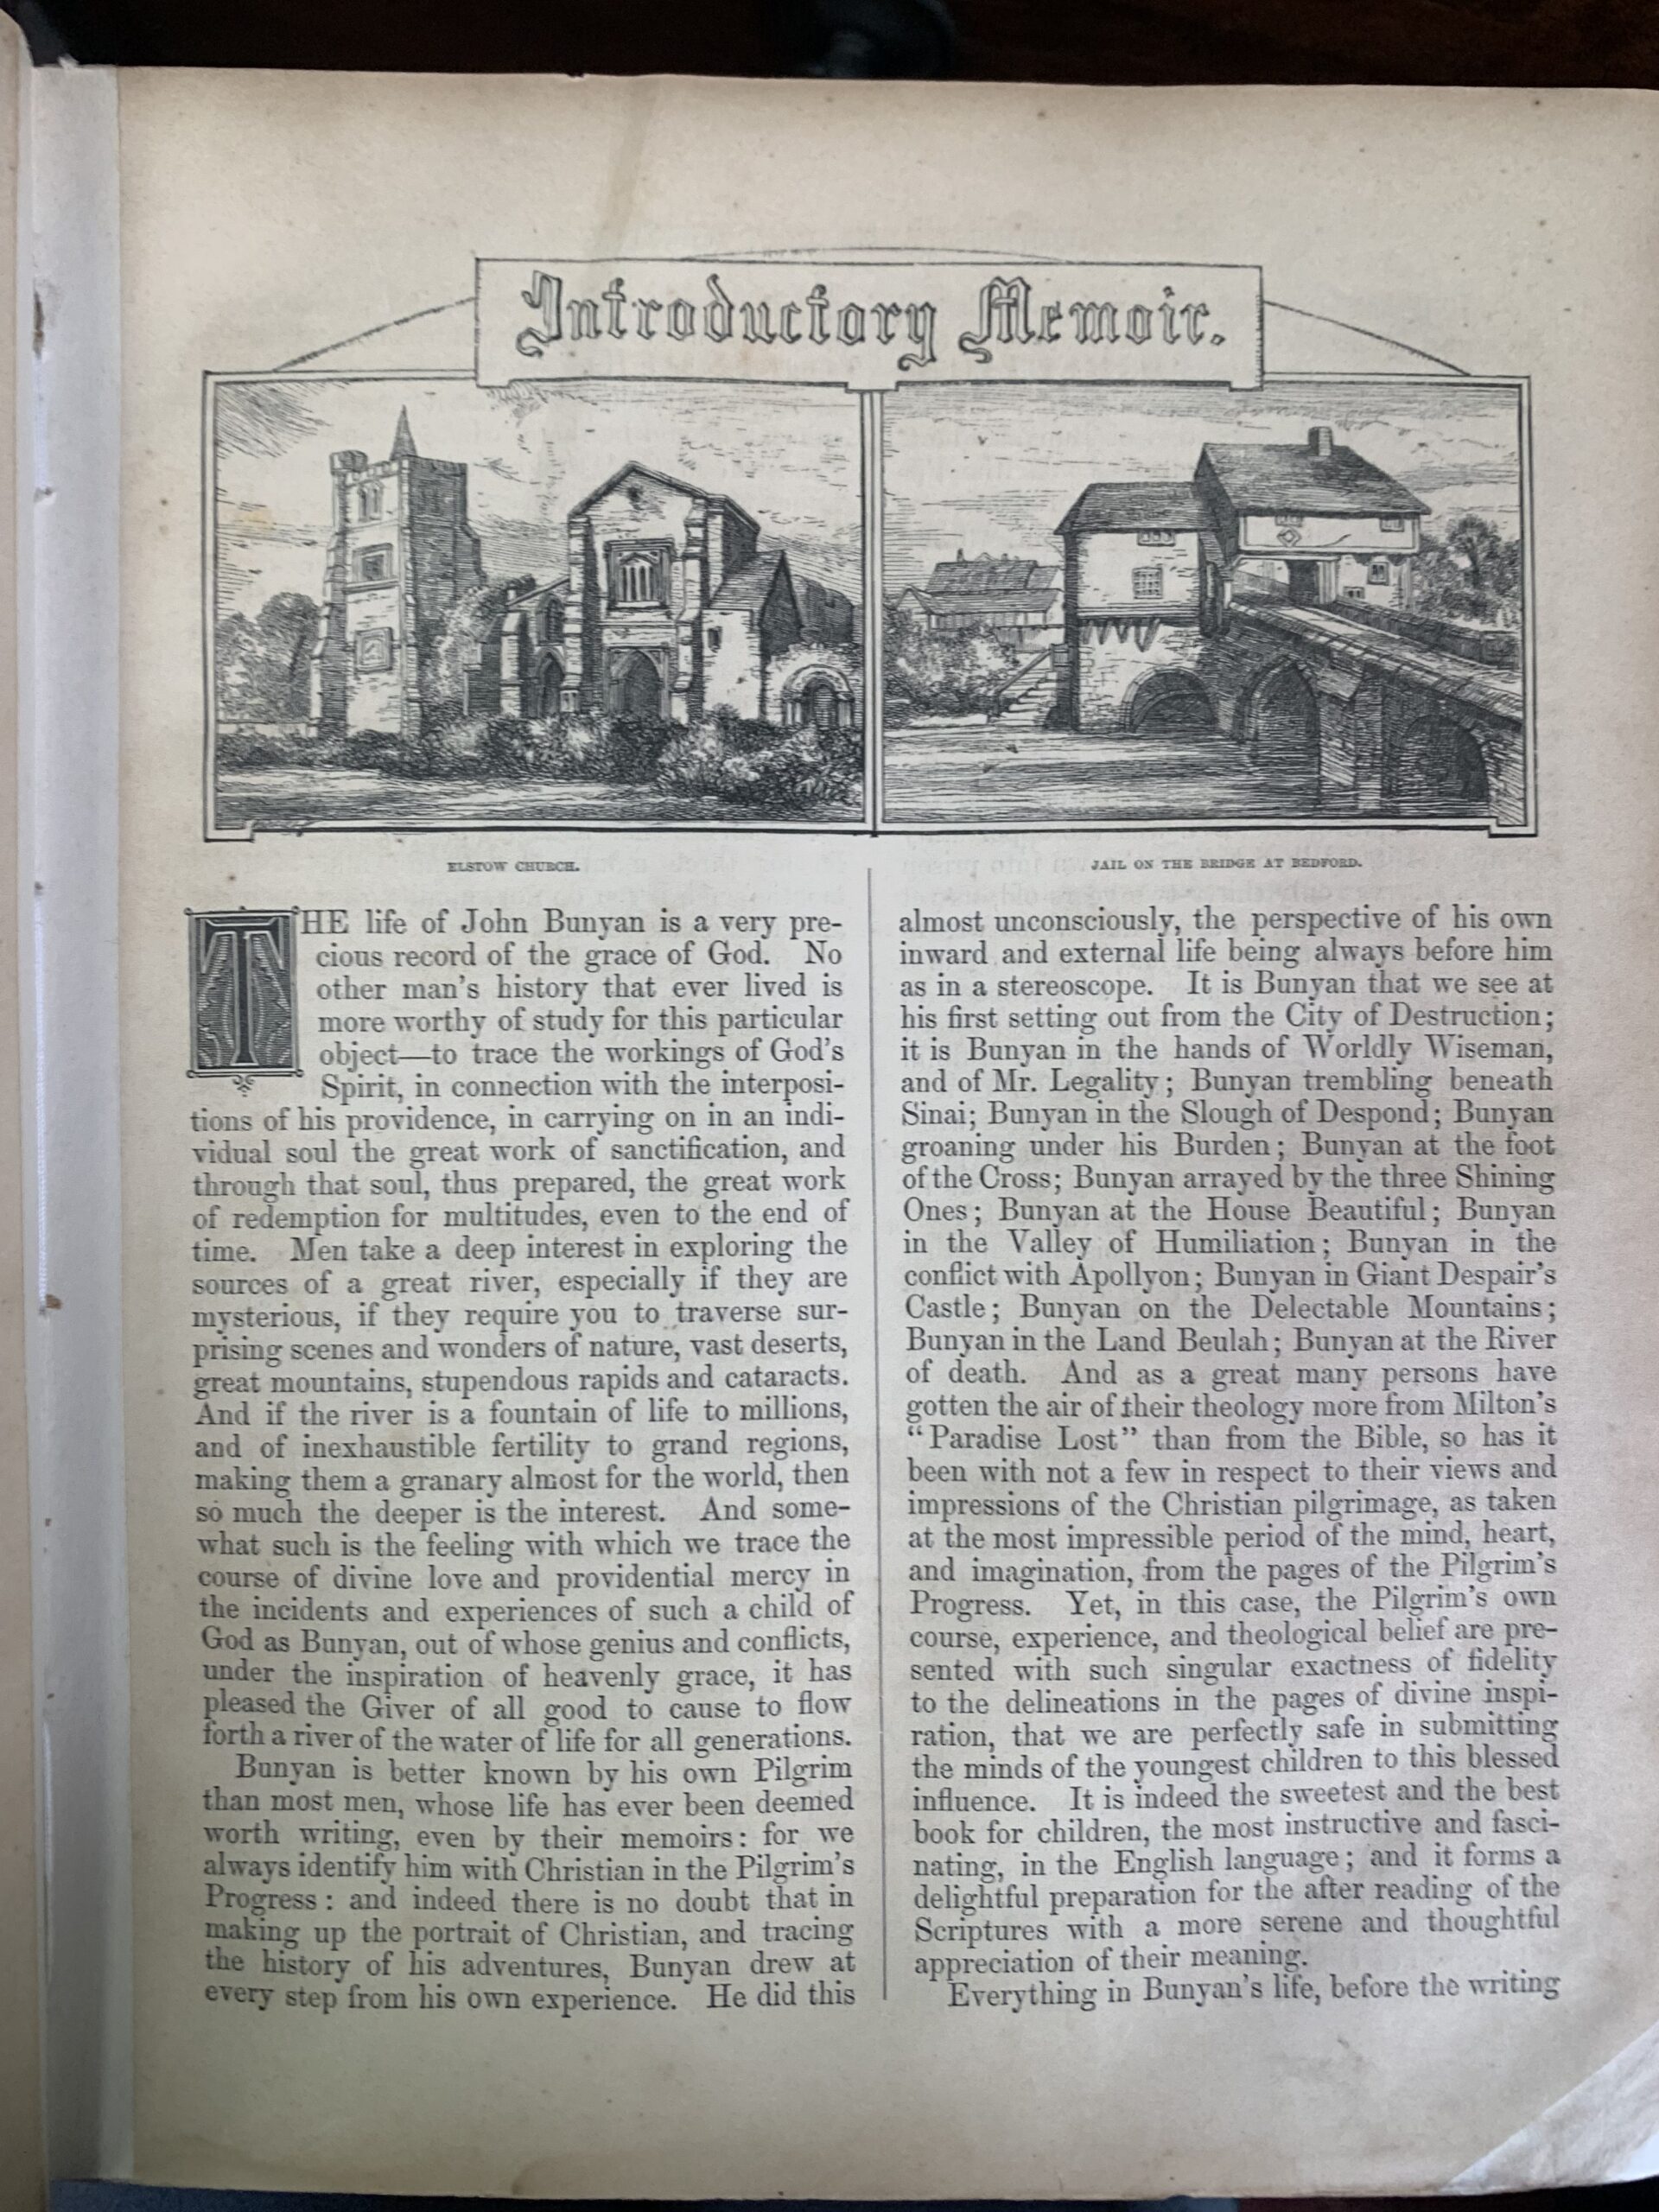 Introductory Memoir.
ELSTOW CHURCH.
JAIL ON THE BRIDGE AT BEDFORD.
THE life of John Bunyan is a very pre-
cious record of the grace of God. No
other man's history that ever lived is
more worthy of study for this particular
object—to trace the workings of God's
Spirit, in connection with the interposi-
tions of his providence, in carrying on in an indi-
vidual soul the great work of sanctification, and
through that soul, thus prepared, the great work
of redemption for multitudes, even to the end of
time. Men take a deep interest in exploring the
sources of a great river, especially if they are
mysterious, if they require you to traverse sur-
prising scenes and wonders of nature, vast deserts,
great mountains, stupendous rapids and cataracts.
And if the river is a fountain of life to millions,
and of inexhaustible fertility to grand regions,
making them a granary almost for the world, then
so much the deeper is the interest. And some-
what such is the feeling with which we trace the
course of divine love and providential mercy in
the incidents and experiences of such a child of
God as Bunyan, out of whose genius and conflicts,
under the inspiration of heavenly grace, it has
pleased the Giver of all good to cause to flow
forth a river of the water of life for all generations.
Bunyan is better known by his own Pilgrim
than most men, whose life has ever been deemed
worth writing, even by their memoirs: for we
always identify him with Christian in the Pilgrim's
Progress: and indeed there is no doubt that in
making up the portrait of Christian, and tracing
the history of his adventures, Bunyan drew at
every step from his own experience. He did this
almost unconsciously, the perspective of his own
inward and external life being always before him
as in a stereoscope. It is Bunyan that we see at
his first setting out from the City of Destruction;
it is Bunyan in the hands of Worldly Wiseman,
and of Mr. Legality; Bunyan trembling beneath
Sinai; Bunyan in the Slough of Despond; Bunyan
groaning under his Burden; Bunyan at the foot
of the Cross; Bunyan arrayed by the three Shining
Ones; Bunyan at the House Beautiful; Bunyan
in the Valley of Humiliation; Bunyan in the
conflict with Apollyon; Bunyan in Giant Despair's
Castle; Bunyan on the Delectable Mountains;
Bunyan in the Land Beulah; Bunyan at the River
of death. And as a great many persons have
gotten the air of their theology more from Milton's
"Paradise Lost" than from the Bible, so has it
been with not a few in respect to their views and
impressions of the Christian pilgrimage, as taken
at the most impressible period of the mind, heart,
and imagination, from the pages of the Pilgrim's
Progress. Yet, in this case, the Pilgrim's own
course, experience, and theological belief are pre-
sented with such singular exactness of fidelity
to the delineations in the pages of divine inspi-
ration, that we are perfectly safe in submitting
the minds of the youngest children to this blessed
influence. It is indeed the sweetest and the best
book for children, the most instructive and fasci-
nating, in the English language; and it forms a
delightful preparation for the after reading of the
Scriptures with a more serene and thoughtful
appreciation of their meaning.
Everything in Bunyan's life, before the writing